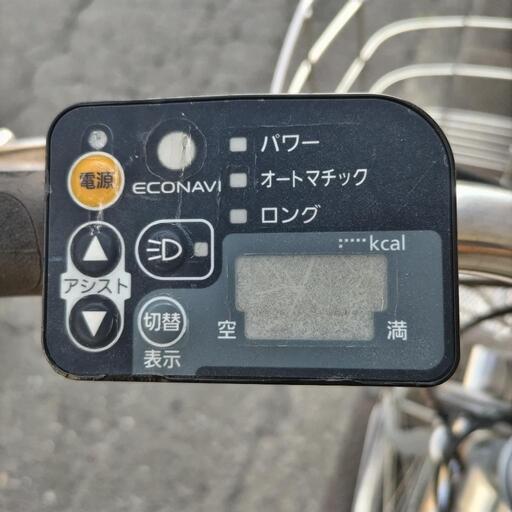 電源
ECONAVI
パワー
オートマチック
ロング
アシスト
切替
表示
kcal
空
満